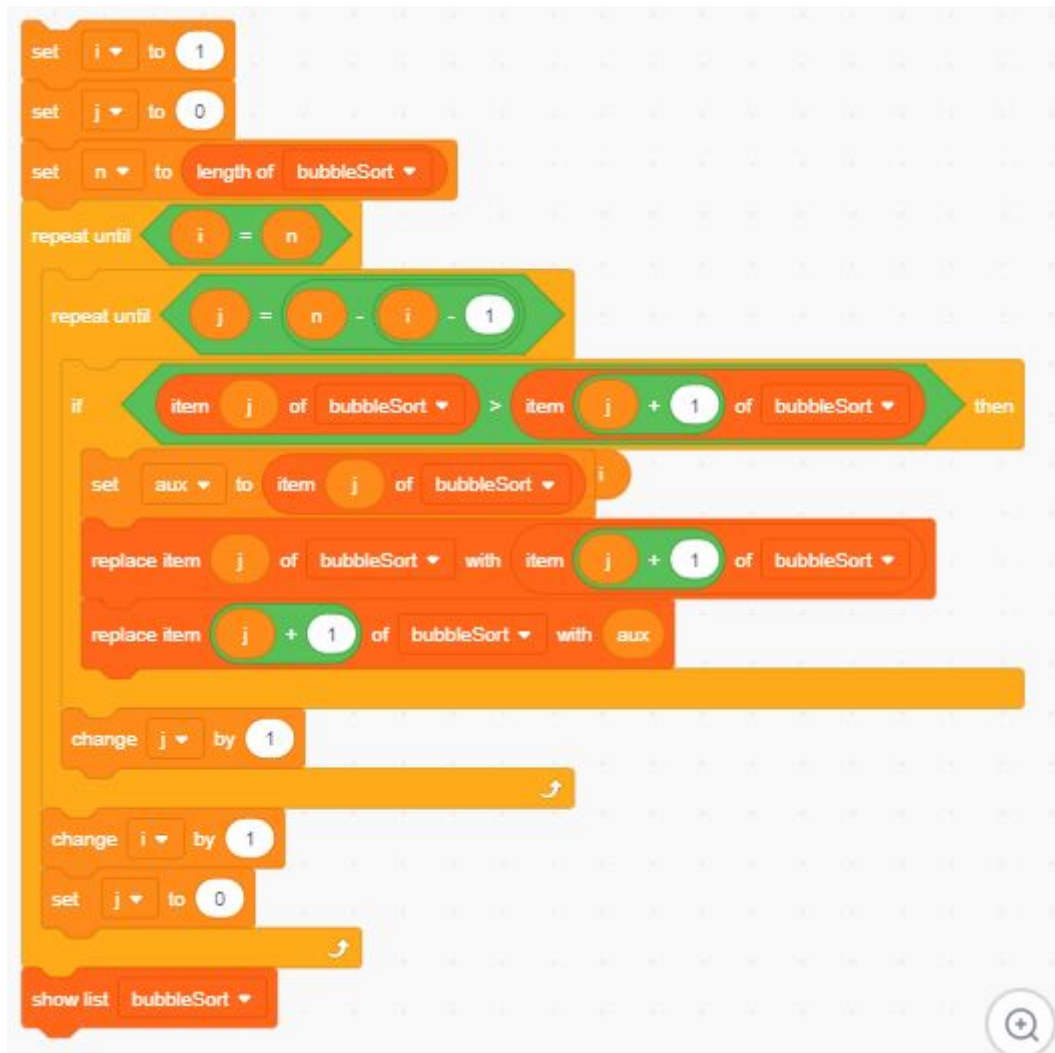 set i to 1
set j to 0
set n to length of bubbleSort
repeat until i = n
repeat until j = n - i - 1
if item j of bubbleSort > item j + 1 of bubbleSort then
set aux to item j of bubbleSort i
replace item j of bubbleSort with item j + 1 of bubbleSort
replace item j + 1 of bubbleSort with aux
change j by 1
change i by 1
set j to 0
show list bubbleSort